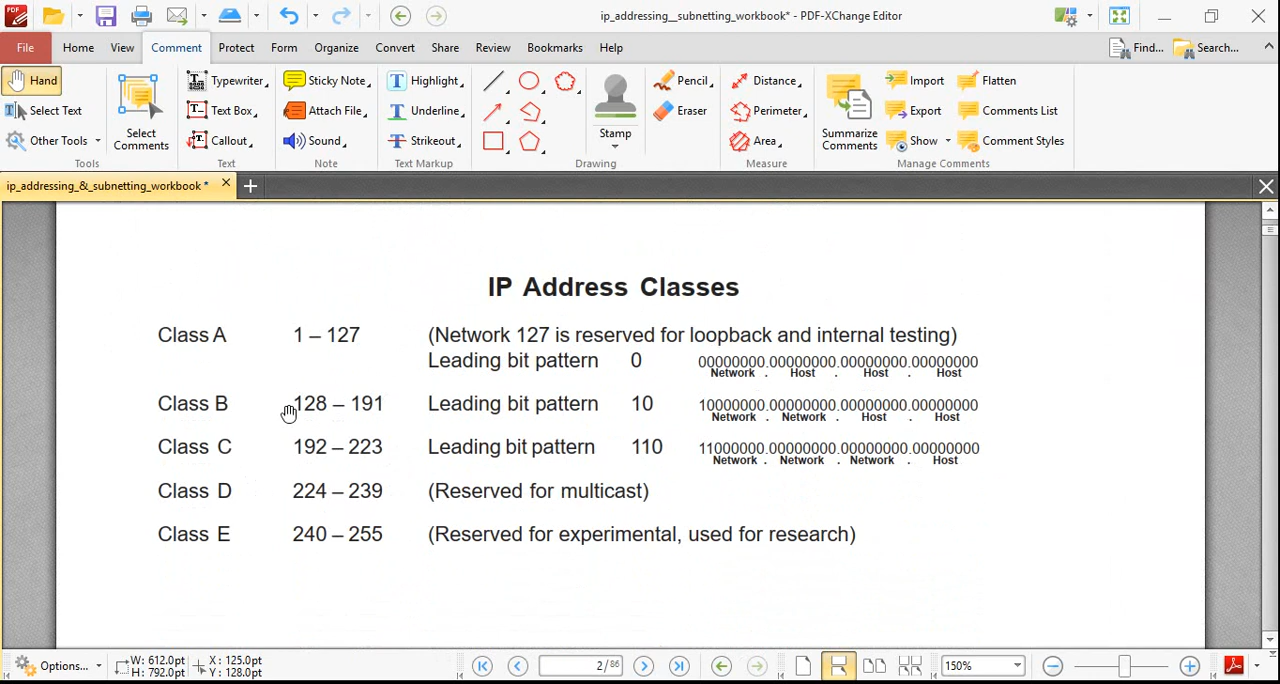 ip_addressing__subnetting_workbook* - PDF-XChange Editor
File Home View Comment Protect Form Organize Convert Share Review Bookmarks Help Find... Search...
Hand Typewriter Sticky Note Highlight Pencil Distance Import Flatten
Select Text Text Box Attach File Underline Eraser Perimeter Export Comments List
Other Tools Select Comments Callout Sound Strikeout Stamp Area Summarize Comments Show Comment Styles
Tools Text Note Text Markup Drawing Measure Manage Comments
ip_addressing_&_subnetting_workbook *
IP Address Classes
Class A 1 – 127 (Network 127 is reserved for loopback and internal testing)
Leading bit pattern 0 00000000.00000000.00000000.00000000
Network . Host . Host . Host
Class B 128 – 191 Leading bit pattern 10 10000000.00000000.00000000.00000000
Network . Network . Host . Host
Class C 192 – 223 Leading bit pattern 110 11000000.00000000.00000000.00000000
Network . Network . Network . Host
Class D 224 – 239 (Reserved for multicast)
Class E 240 – 255 (Reserved for experimental, used for research)
Options... W: 612.0pt X: 125.0pt 2/86 150%
H: 792.0pt Y: 128.0pt